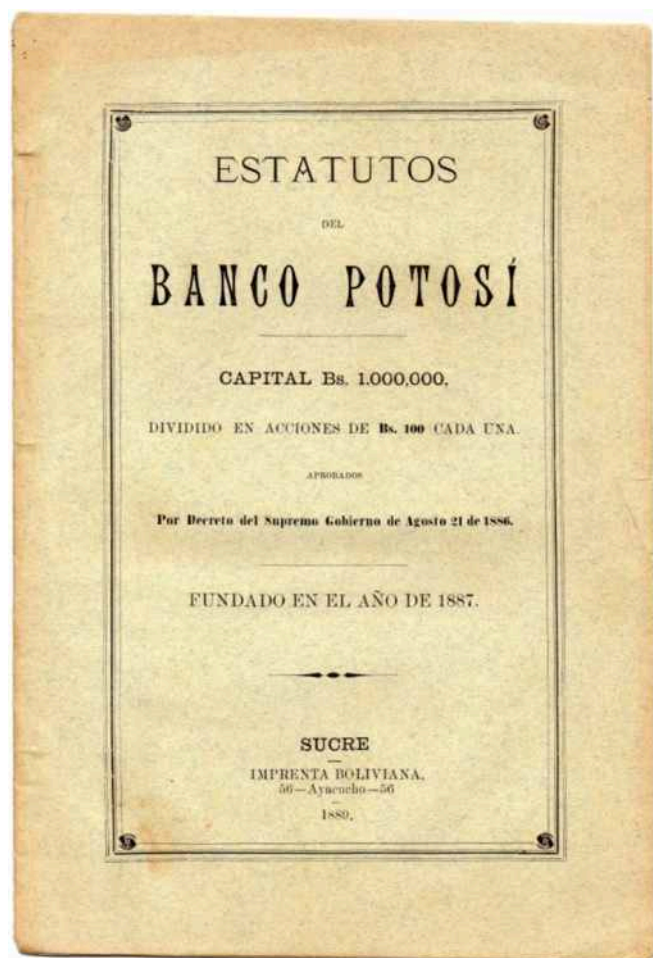 ESTATUTOS
DEL
BANCO POTOSÍ
CAPITAL Bs. 1.000,000.
DIVIDIDO EN ACCIONES DE Bs. 100 CADA UNA.
APROBADOS
Por Decreto del Supremo Gobierno de Agosto 21 de 1886.
FUNDADO EN EL AÑO DE 1887.
SUCRE
IMPRENTA BOLIVIANA,
56—Ayacucho—56
1889.